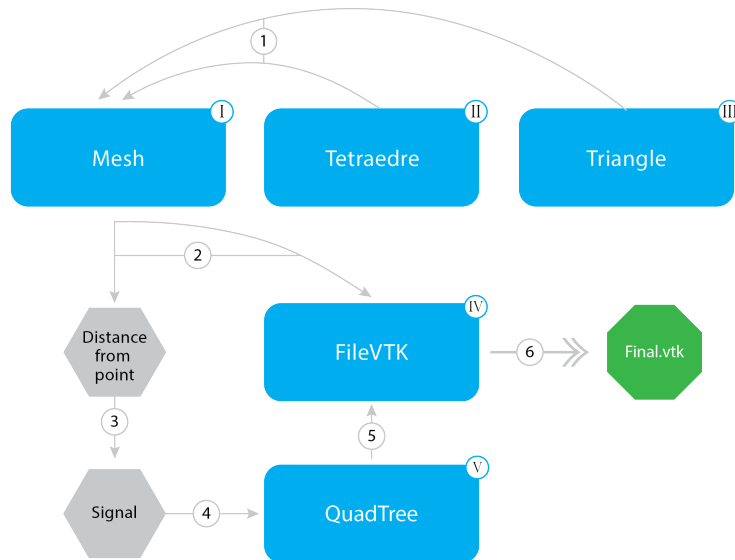 1
I
II
III
Mesh
Tetraedre
Triangle
2
IV
Distance
from
point
FileVTK
6
Final.vtk
3
5
V
Signal
4
QuadTree